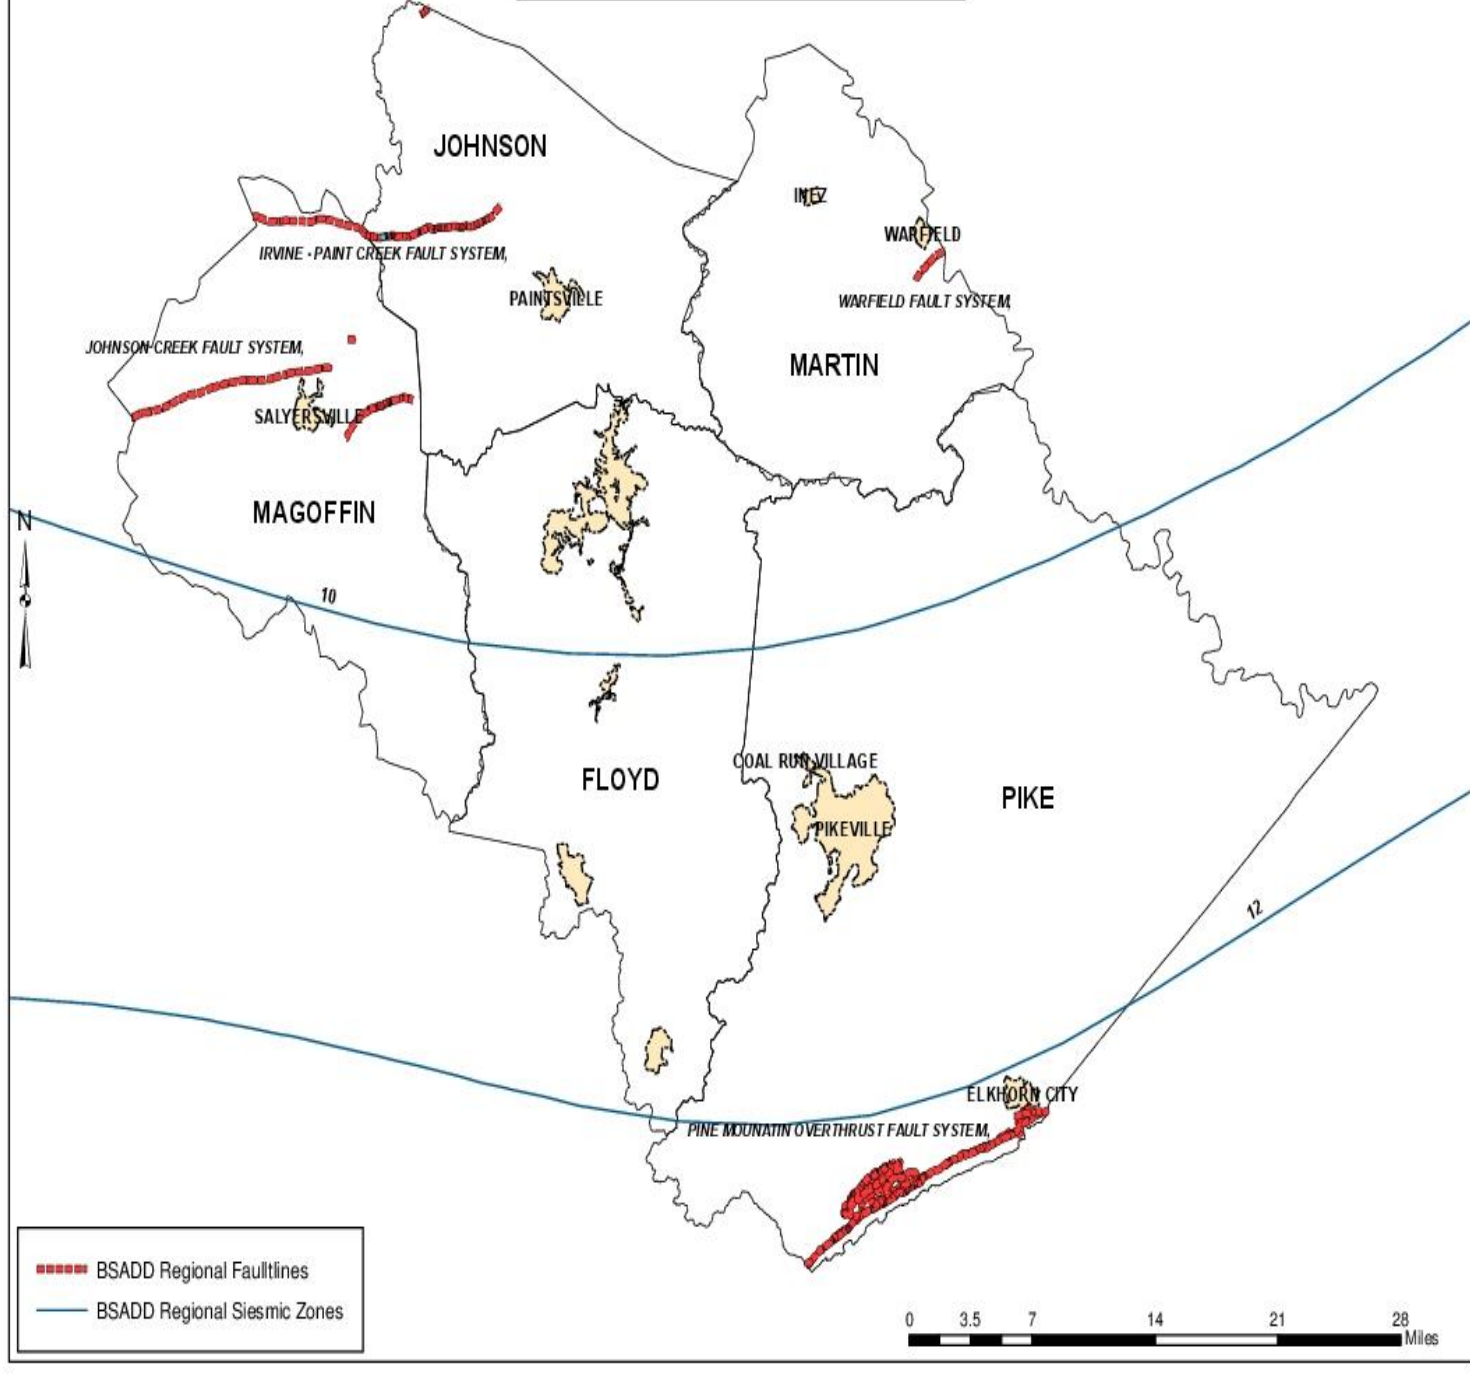 JOHNSON
INEZ
WARFIELD
IRVINE - PAINT CREEK FAULT SYSTEM,
PAINTSVILLE
WARFIELD FAULT SYSTEM,
JOHNSON CREEK FAULT SYSTEM,
MARTIN
SALYERSVILLE
MAGOFFIN
N
10
COAL RUN VILLAGE
FLOYD
PIKE
PIKEVILLE
12
ELKHORN CITY
PINE MOUNATIN OVERTHRUST FAULT SYSTEM,
BSADD Regional Faulltlines
BSADD Regional Siesmic Zones
0 3.5 7 14 21 28
Miles